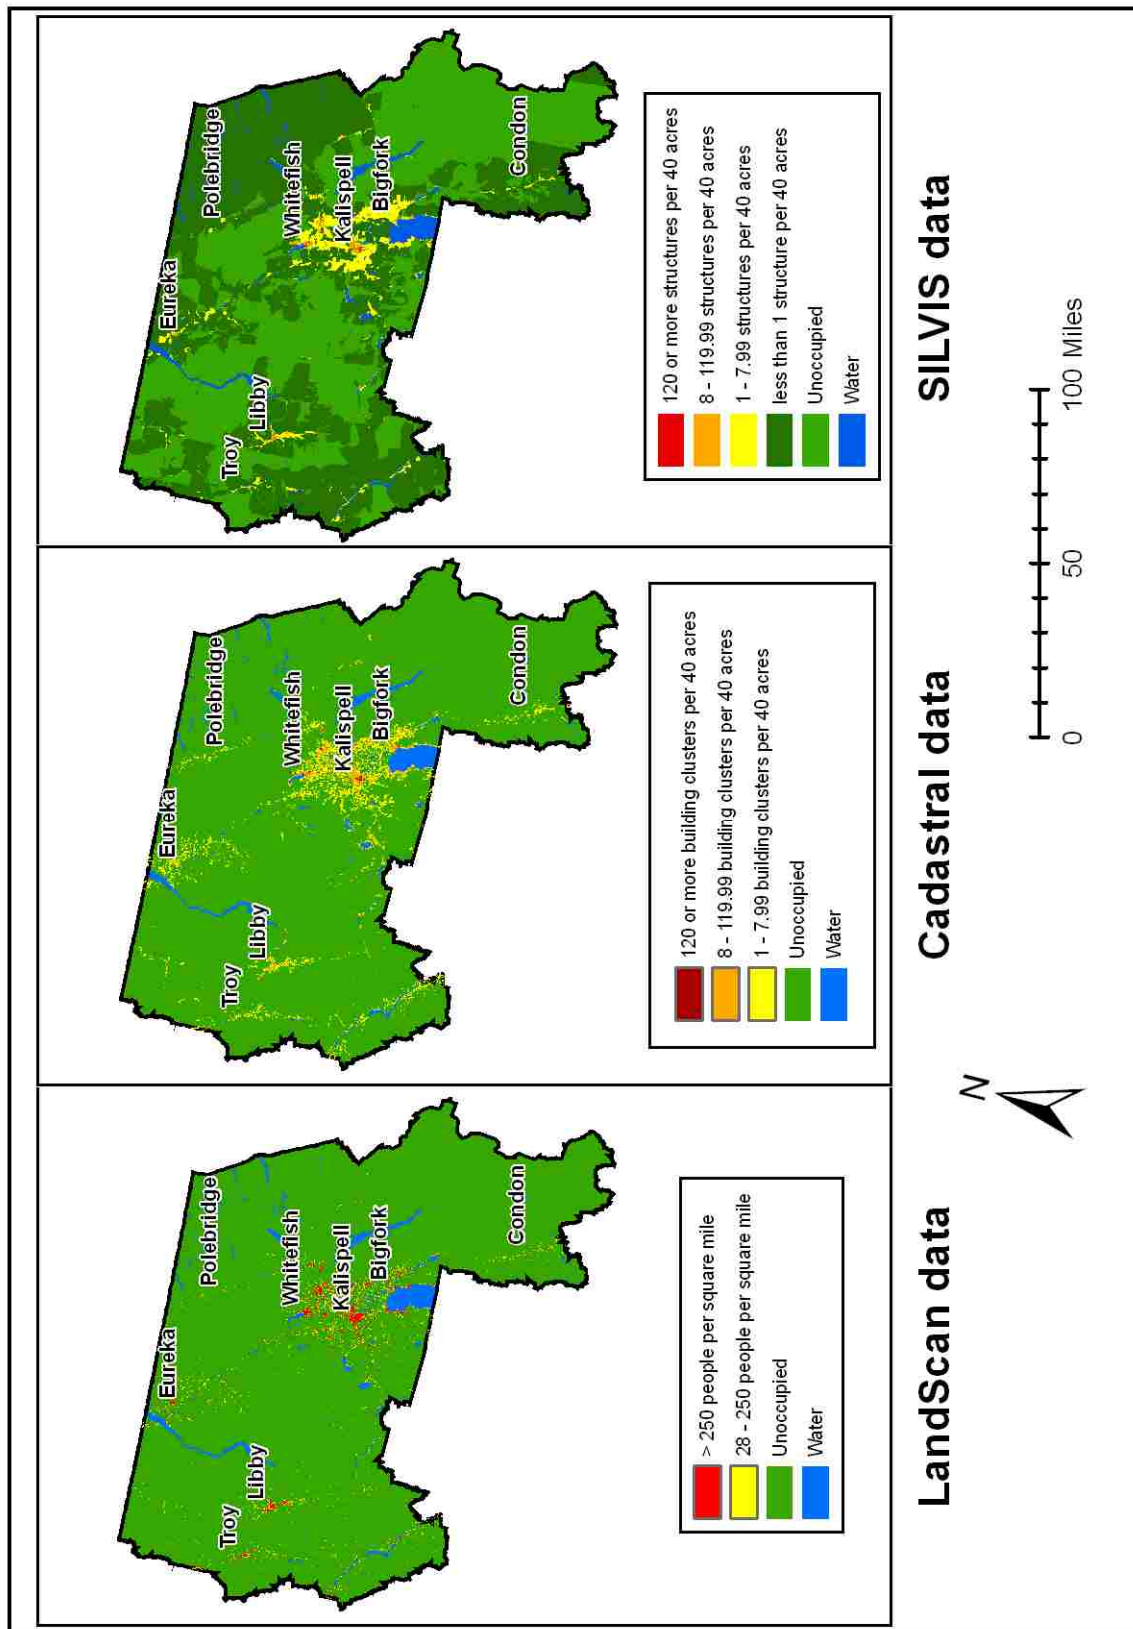 Eureka
Polebridge
Troy
Libby
Whitefish
Kalispell
Bigfork
Condon
> 250 people per square mile
28 - 250 people per square mile
Unoccupied
Water
LandScan data
Eureka
Polebridge
Troy
Libby
Whitefish
Kalispell
Bigfork
Condon
120 or more building clusters per 40 acres
8 - 119.99 building clusters per 40 acres
1 - 7.99 building clusters per 40 acres
Unoccupied
Water
Cadastral data
Eureka
Polebridge
Troy
Libby
Whitefish
Kalispell
Bigfork
Condon
120 or more structures per 40 acres
8 - 119.99 structures per 40 acres
1 - 7.99 structures per 40 acres
less than 1 structure per 40 acres
Unoccupied
Water
SILVIS data
N
0 50 100 Miles